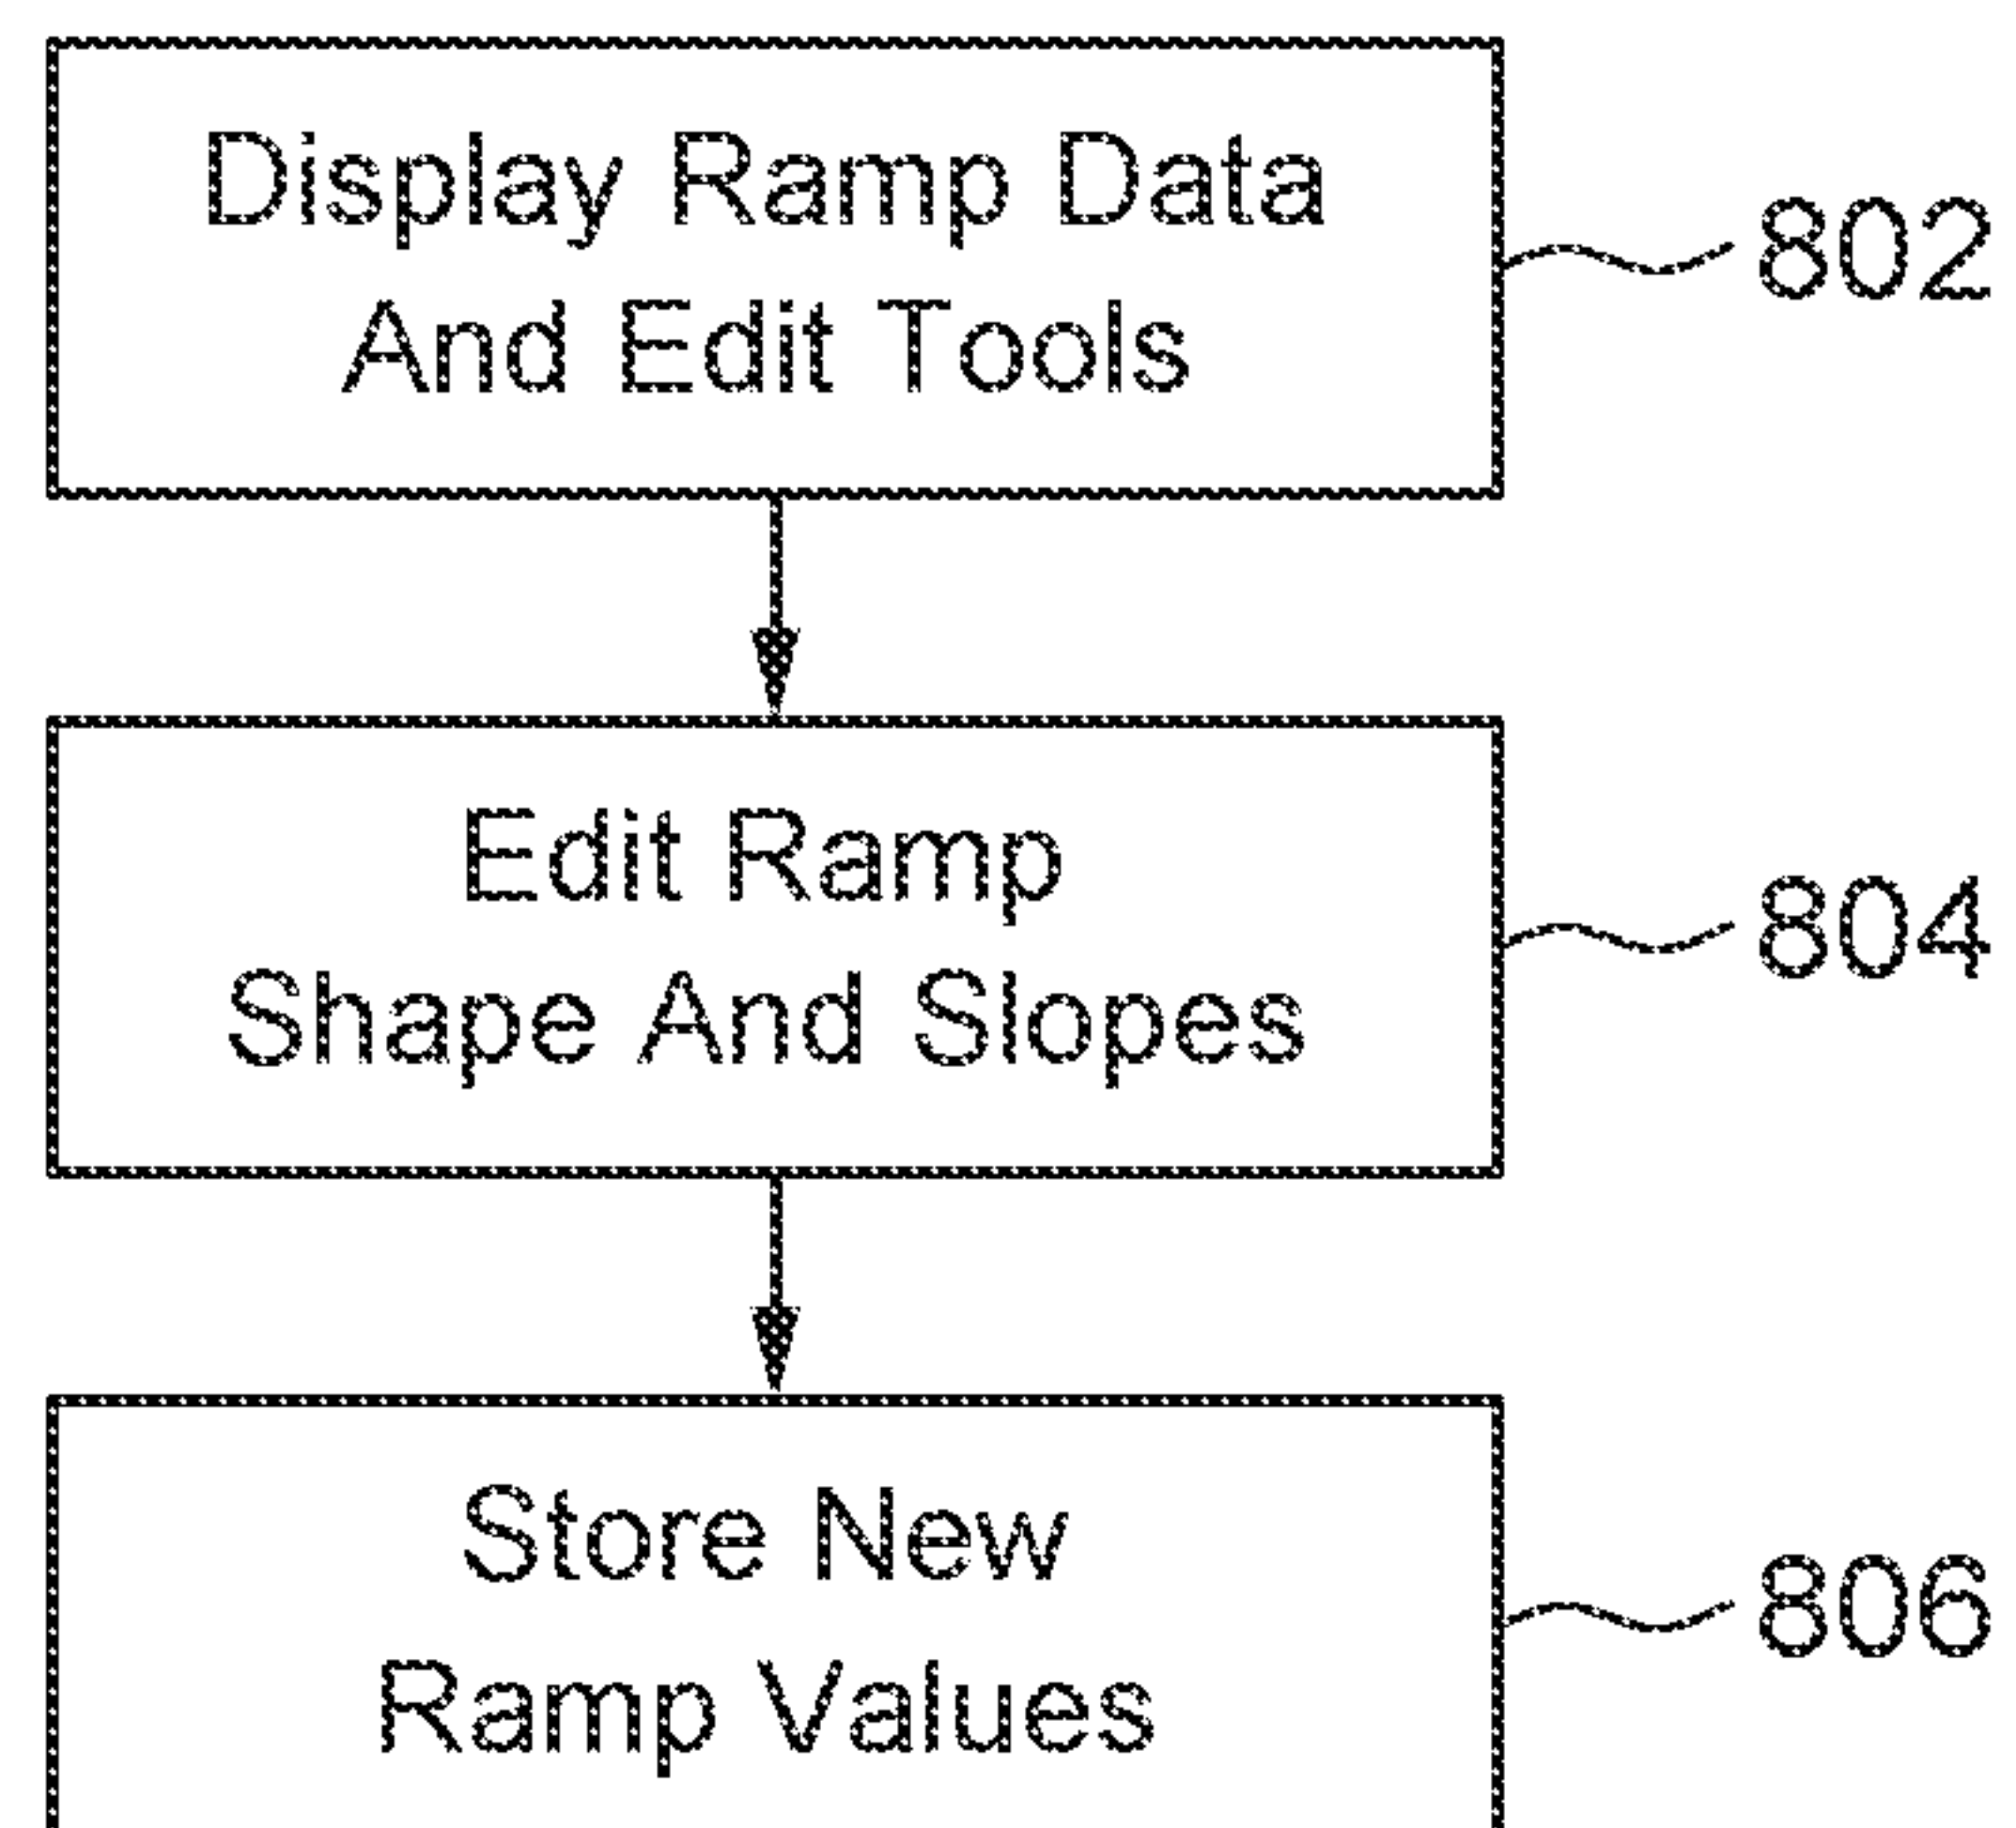 Display Ramp Data
And Edit Tools
802
Edit Ramp
Shape And Slopes
804
Store New
Ramp Values
806